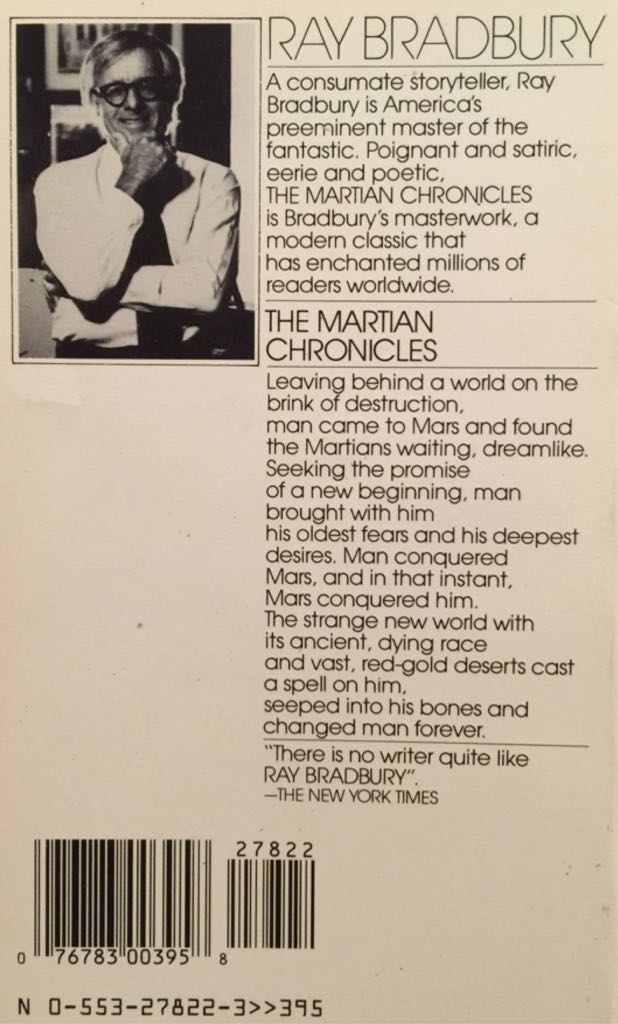 RAY BRADBURY
A consumate storyteller, Ray
Bradbury is America's
preeminent master of the
fantastic. Poignant and satiric,
eerie and poetic,
THE MARTIAN CHRONICLES
is Bradbury's masterwork, a
modern classic that
has enchanted millions of
readers worldwide.
THE MARTIAN
CHRONICLES
Leaving behind a world on the
brink of destruction,
man came to Mars and found
the Martians waiting, dreamlike.
Seeking the promise
of a new beginning, man
brought with him
his oldest fears and his deepest
desires. Man conquered
Mars, and in that instant,
Mars conquered him.
The strange new world with
its ancient, dying race
and vast, red-gold deserts cast
a spell on him,
seeped into his bones and
changed man forever.
"There is no writer quite like
RAY BRADBURY".
—THE NEW YORK TIMES
27822
0 76783 00395 8
N 0-553-27822-3>>395